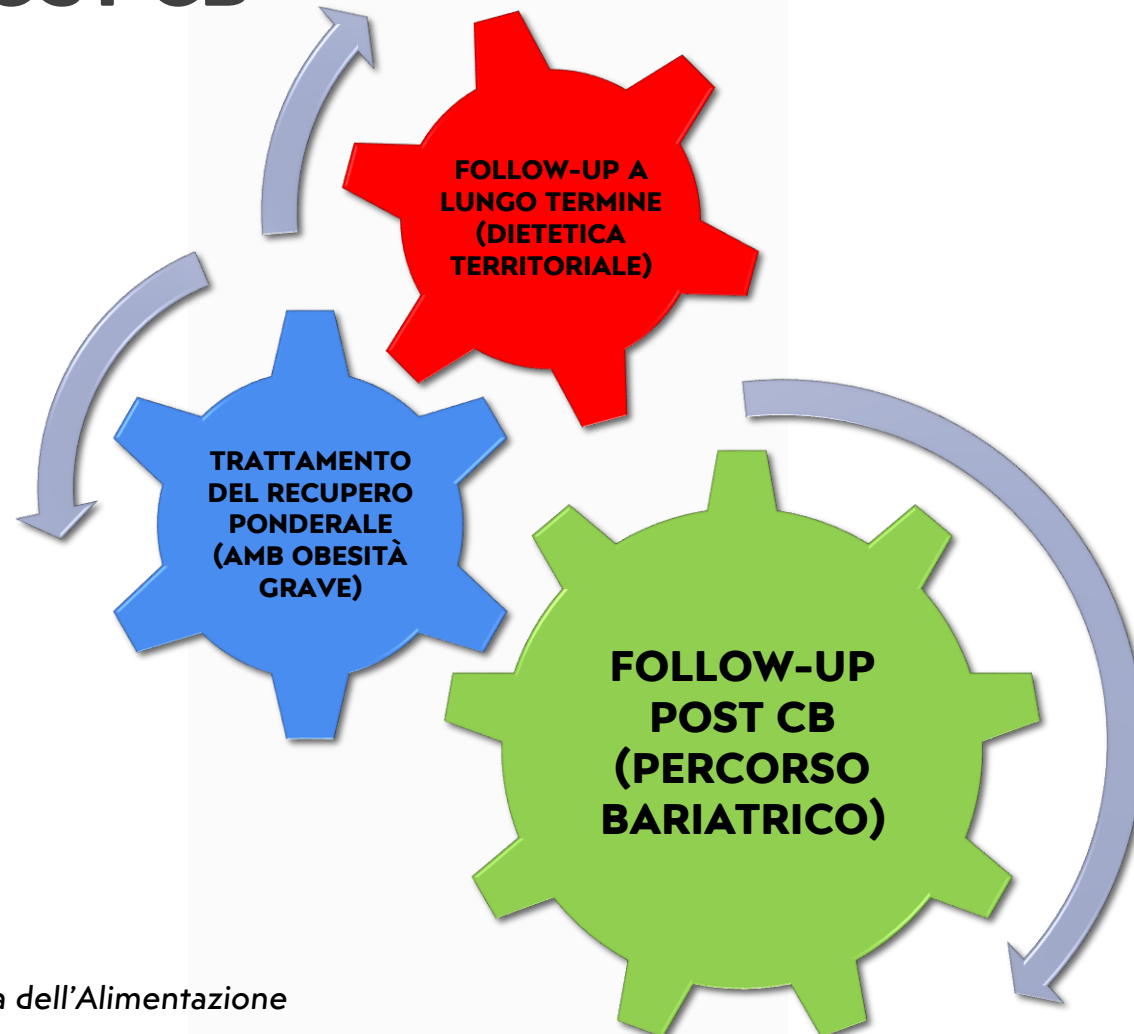 CB
FOLLOW-UP A
LUNGO TERMINE
(DIETETICA
TERRITORIALE)
TRATTAMENTO
DEL RECUPERO
PONDERALE
(AMB OBESITÀ
GRAVE)
FOLLOW-UP
POST CB
(PERCORSO
BARIATRICO)
dell'Alimentazione